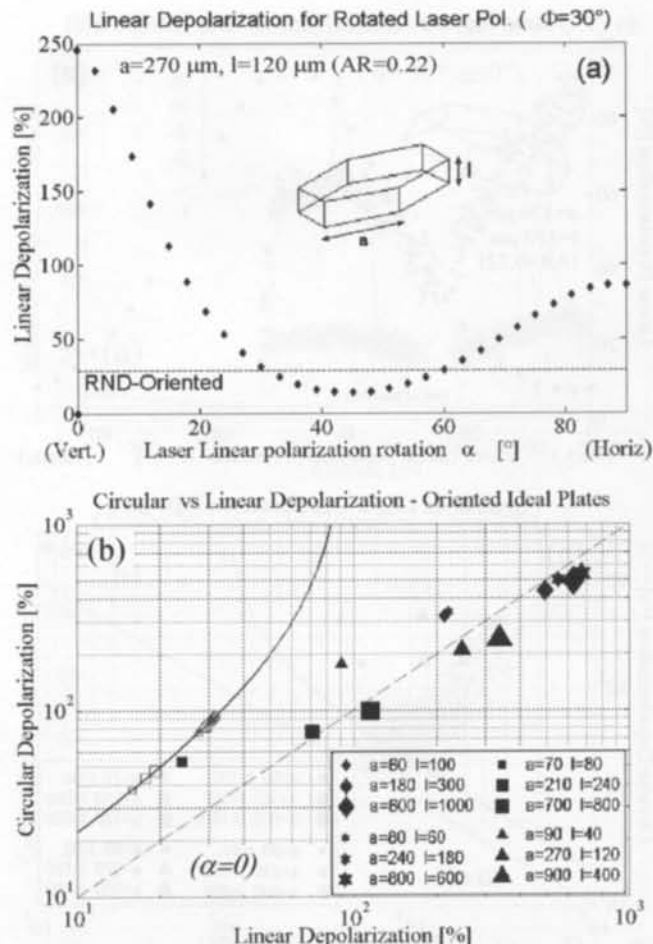 Linear Depolarization for Rotated Laser Pol. ( Φ=30°)
250
200
150
100
50
0
Linear Depolarization [%]
a=270 µm, l=120 µm (AR=0.22)
(a)
l
a
RND-Oriented
0
20
40
60
80
(Vert.)
Laser Linear polarization rotation α [°]
(Horiz)
Circular vs Linear Depolarization - Oriented Ideal Plates
10³
10²
10¹
Circular Depolarization [%]
(b)
(α=0)
a=60 l=100
a=180 l=300
a=600 l=1000
a=80 l=60
a=240 l=180
a=800 l=600
a=70 l=80
a=210 l=240
a=700 l=800
a=90 l=40
a=270 l=120
a=900 l=400
10¹
10²
10³
Linear Depolarization [%]